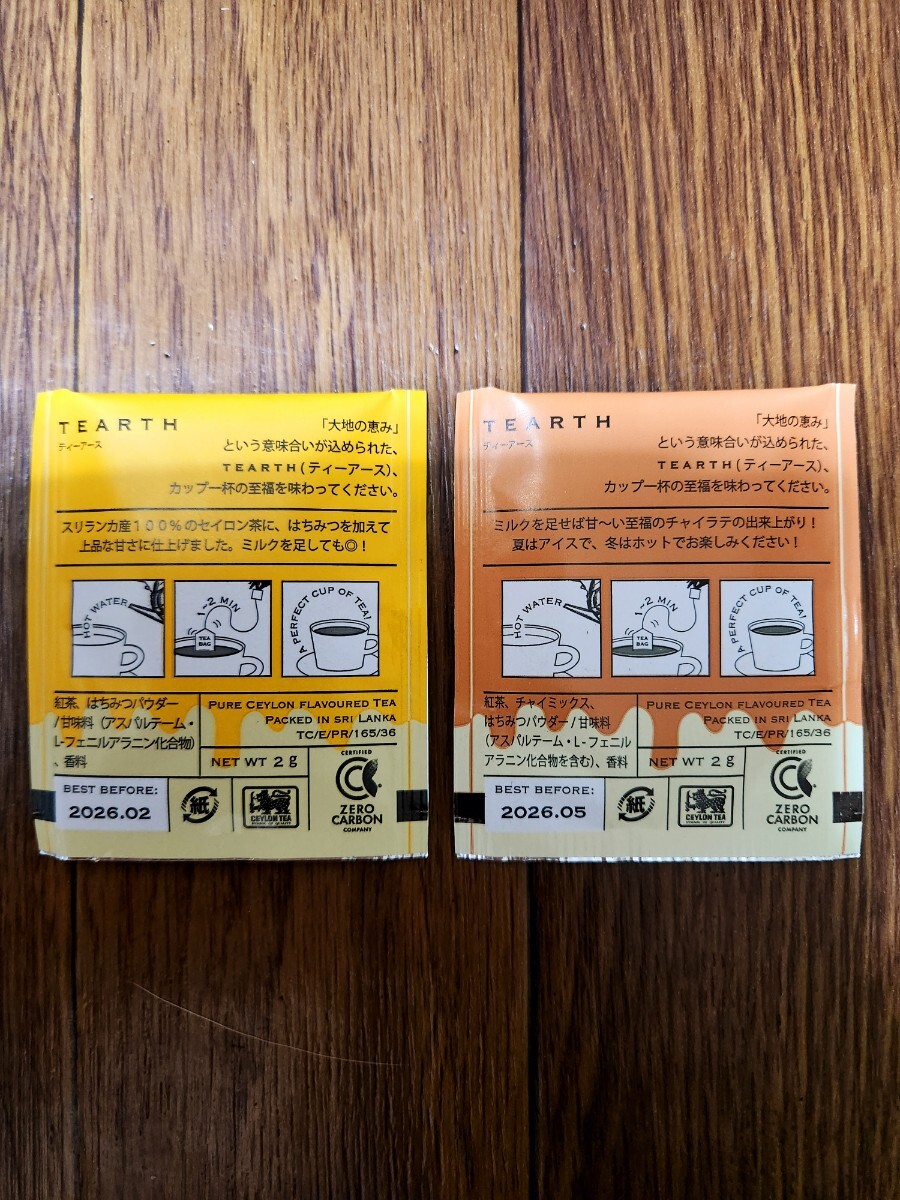 TEARTH
ティーアース
「大地の恵み」
という意味合いが込められた、
TEARTH(ティーアース)、
カップ一杯の至福を味わってください。
スリランカ産100%のセイロン茶に、はちみつを加えて
上品な甘さに仕上げました。ミルクを足しても◎!
HOT WATER
1~2 MIN
TEA
BAG
A PERFECT CUP OF TEA!
紅茶、はちみつパウダー
/甘味料(アスパルテーム・
L-フェニルアラニン化合物)
、香料
PURE CEYLON FLAVOURED TEA
PACKED IN SRI LANKA
TC/E/PR/165/36
NET WT 2 g
BEST BEFORE:
2026.02
紙
CEYLON TEA
SYMBOL OF QUALITY
CERTIFIED
ZERO
CARBON
COMPANY
TEARTH
ティーアース
「大地の恵み」
という意味合いが込められた、
TEARTH(ティーアース)、
カップ一杯の至福を味わってください。
ミルクを足せば甘~い至福のチャイラテの出来上がり!
夏はアイスで、冬はホットでお楽しみください!
HOT WATER
1~2 MIN
TEA
BAG
A PERFECT CUP OF TEA!
紅茶、チャイミックス、
はちみつパウダー/甘味料
(アスパルテーム・L-フェニル
アラニン化合物を含む)、香料
PURE CEYLON FLAVOURED TEA
PACKED IN SRI LANKA
TC/E/PR/165/36
NET WT 2 g
BEST BEFORE:
2026.05
紙
CEYLON TEA
SYMBOL OF QUALITY
CERTIFIED
ZERO
CARBON
COMPANY